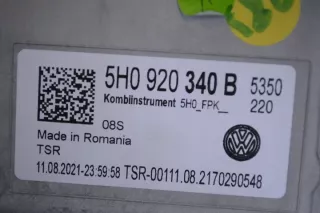 5H0 920 340 B 5350
Kombiinstrument 5H0_FPK__ 220
08S
Made in Romania
TSR
11.08.2021-23:59:58 TSR-00111.08.2170290548